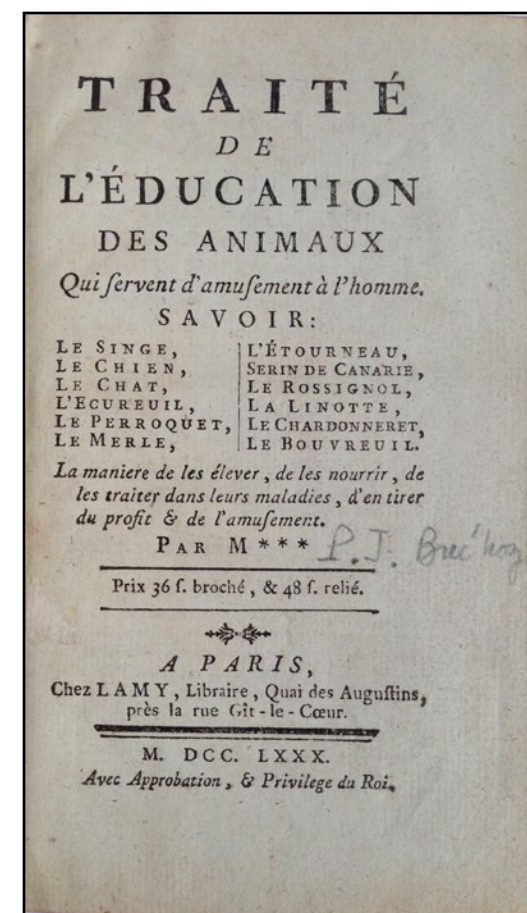 TRAITÉ
DE
L'ÉDUCATION
DES ANIMAUX
Qui ſervent d'amuſement à l'homme.
SAVOIR:
LE SINGE,
LE CHIEN,
LE CHAT,
L'ECUREUIL,
LE PERROQUET,
LE MERLE,
L'ÉTOURNEAU,
SERIN DE CANARIE,
LE ROSSIGNOL,
LA LINOTTE,
LE CHARDONNERET,
LE BOUVREUIL.
La maniere de les élever, de les nourrir, de
les traiter dans leurs maladies, d'en tirer
du profit & de l'amuſement.
PAR M*** P.J.
Prix 36 ſ. broché, & 48 ſ. relié.
A PARIS,
Chez LAMY, Libraire, Quai des Auguſtins,
près la rue Gît-le-Cœur.
M. DCC. LXXX.
Avec Approbation, & Privilege du Roi.